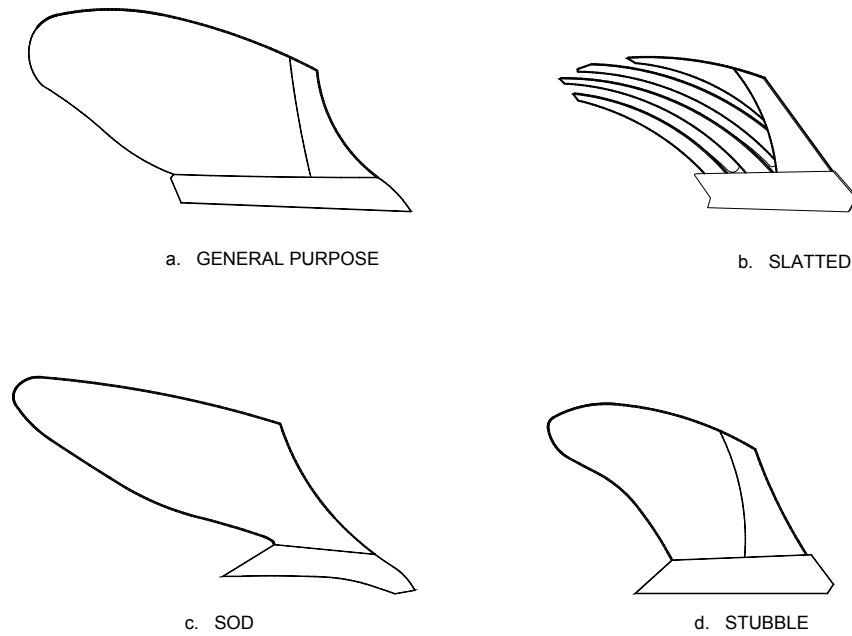 a. GENERAL PURPOSE
b. SLATTED
c. SOD
d. STUBBLE